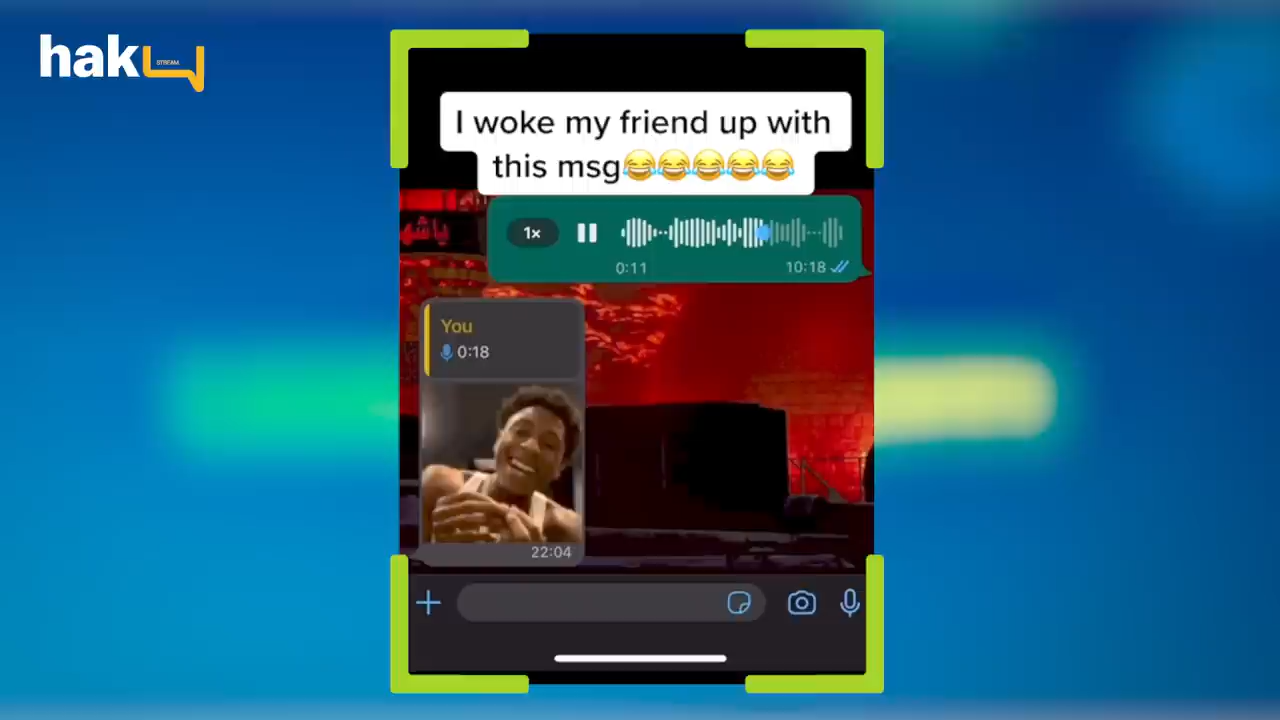 hak
STREAM
I woke my friend up with
this msg😂😂😂😂😂
1x
0:11
10:18
You
0:18
22:04